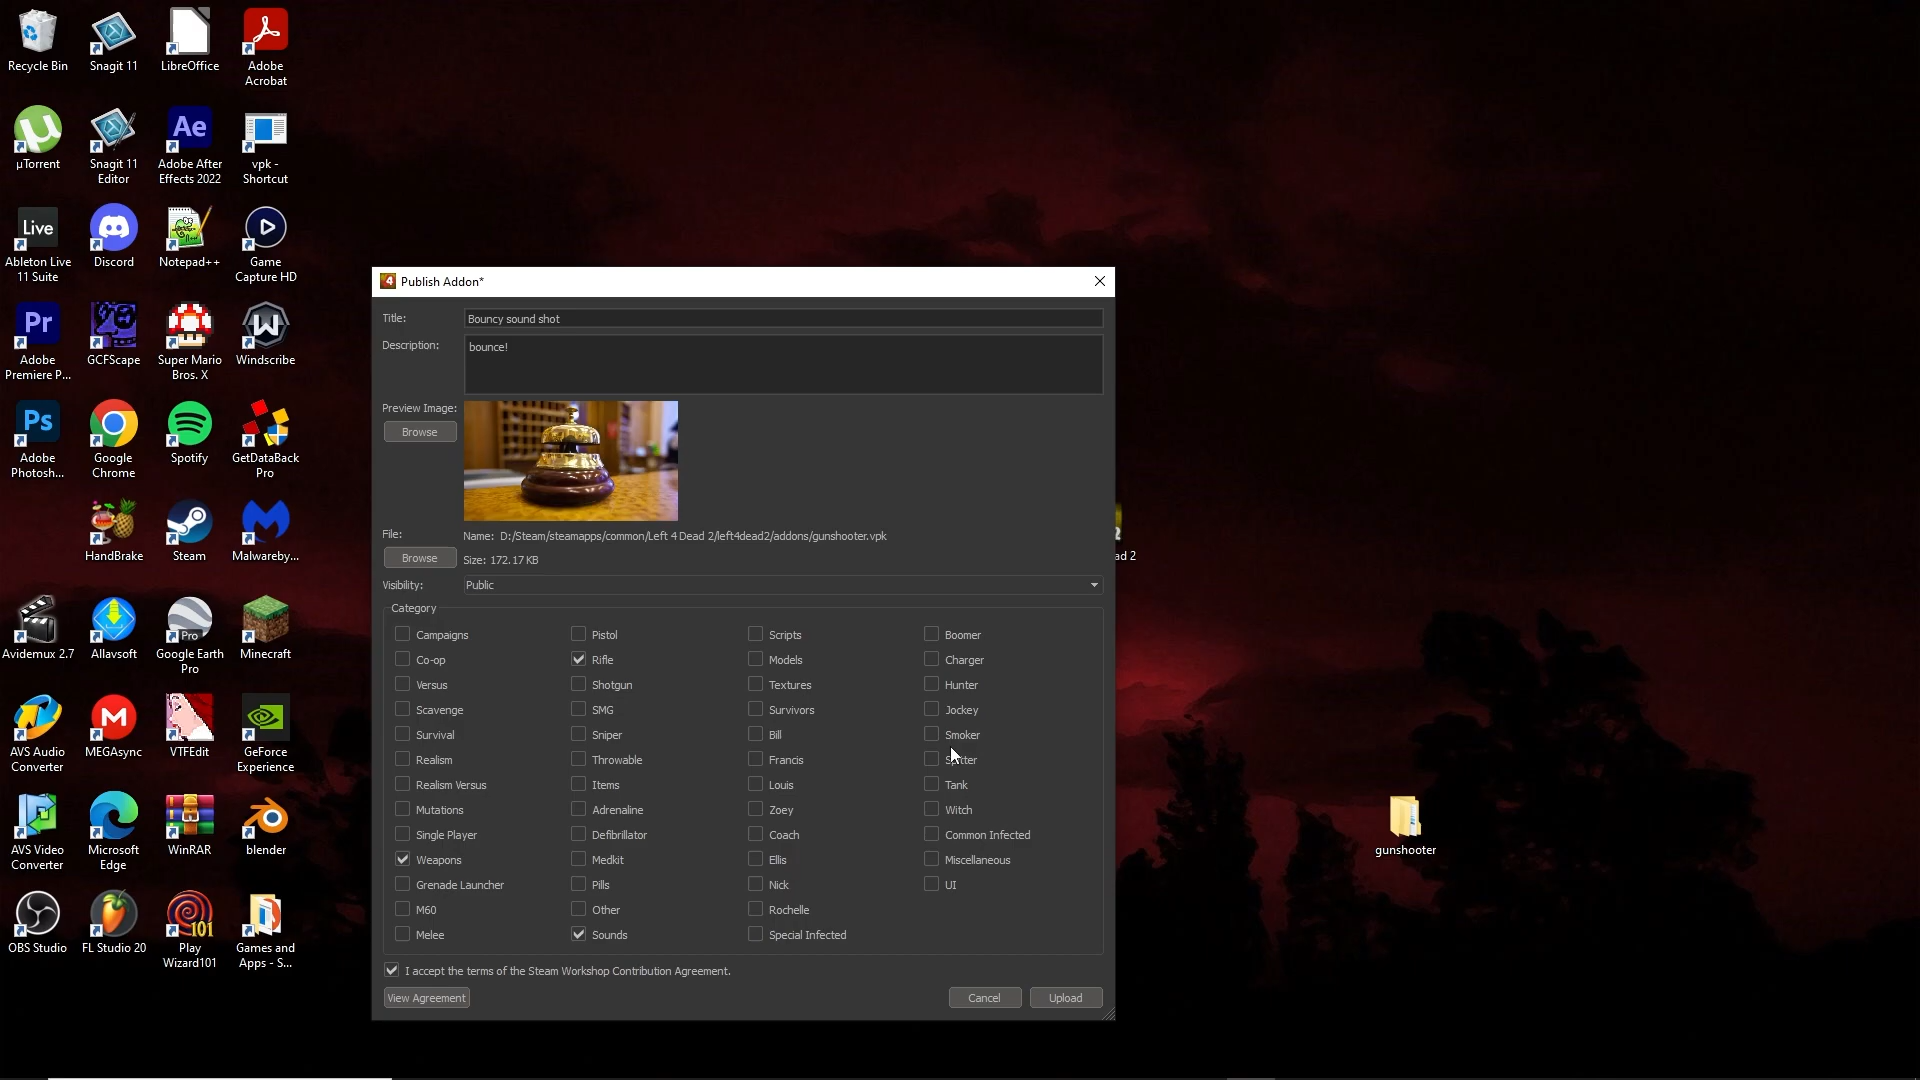 Recycle Bin
Snagit 11
LibreOffice
Adobe
Acrobat
µTorrent
Snagit 11
Editor
Ae
Adobe After
Effects 2022
vpk -
Shortcut
Live
Ableton Live
11 Suite
Discord
Notepad++
Game
Capture HD
Pr
Adobe
Premiere P...
GCFScape
Super Mario
Bros. X
Windscribe
Ps
Adobe
Photosh...
Google
Chrome
Spotify
GetDataBack
Pro
HandBrake
Steam
Malwareby...
Avidemux 2.7
Allavsoft
Pro
Google Earth
Pro
Minecraft
AVS Audio
Converter
MEGAsync
VTFEdit
GeForce
Experience
AVS Video
Converter
Microsoft
Edge
WinRAR
blender
OBS Studio
FL Studio 20
101
Play
Wizard101
Games and
Apps - S...
4 Publish Addon*
Title: Bouncy sound shot
Description: bounce!
Preview Image:
Browse
File: Name: D:/Steam/steamapps/common/Left 4 Dead 2/left4dead2/addons/gunshooter.vpk
Browse Size: 172.17 KB
Visibility: Public
Category
Campaigns
Co-op
Versus
Scavenge
Survival
Realism
Realism Versus
Mutations
Single Player
Weapons
Grenade Launcher
M60
Melee
Pistol
Rifle
Shotgun
SMG
Sniper
Throwable
Items
Adrenaline
Defibrillator
Medkit
Pills
Other
Sounds
Scripts
Models
Textures
Survivors
Bill
Francis
Louis
Zoey
Coach
Ellis
Nick
Rochelle
Special Infected
Boomer
Charger
Hunter
Jockey
Smoker
Spitter
Tank
Witch
Common Infected
Miscellaneous
UI
I accept the terms of the Steam Workshop Contribution Agreement.
View Agreement
Cancel
Upload
ad 2
gunshooter